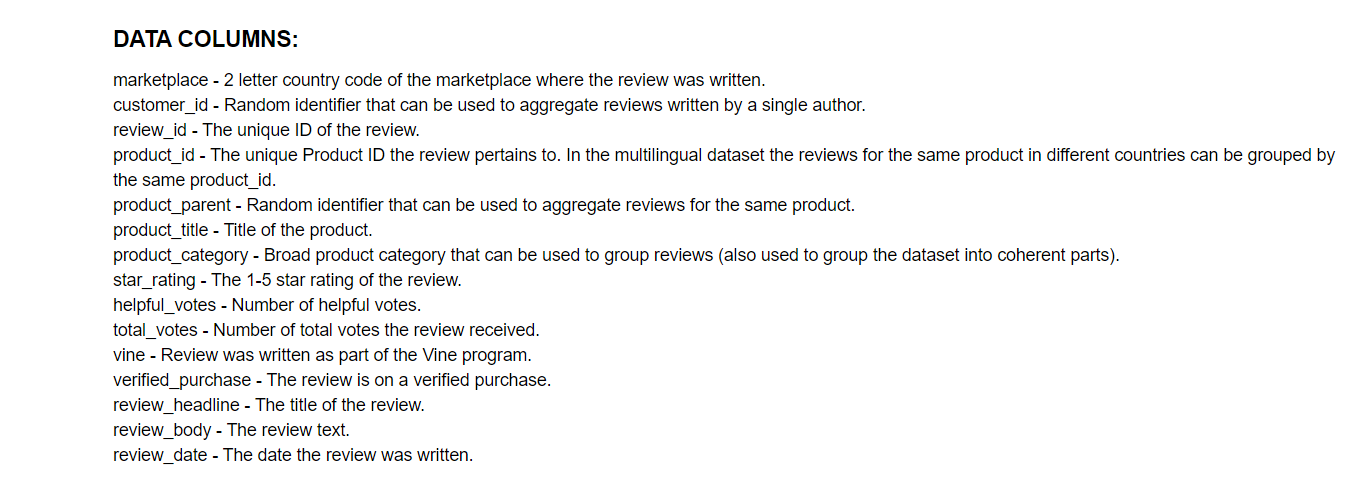 DATA COLUMNS:
marketplace - 2 letter country code of the marketplace where the review was written.
customer_id - Random identifier that can be used to aggregate reviews written by a single author.
review_id - The unique ID of the review.
product_id - The unique Product ID the review pertains to. In the multilingual dataset the reviews for the same product in different countries can be grouped by
the same product_id.
product_parent - Random identifier that can be used to aggregate reviews for the same product.
product_title - Title of the product.
product_category - Broad product category that can be used to group reviews (also used to group the dataset into coherent parts).
star_rating - The 1-5 star rating of the review.
helpful_votes - Number of helpful votes.
total_votes - Number of total votes the review received.
vine - Review was written as part of the Vine program.
verified_purchase - The review is on a verified purchase.
review_headline - The title of the review.
review_body - The review text.
review_date - The date the review was written.